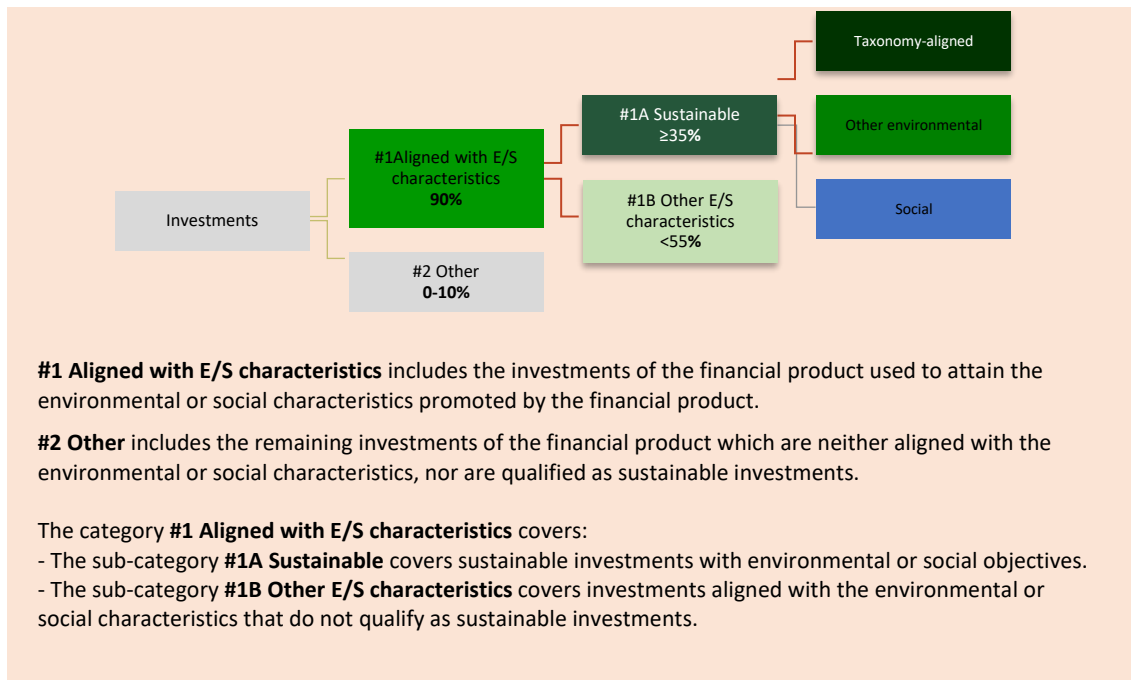 Taxonomy-aligned
#1A Sustainable
≥35%
Other environmental
#1Aligned with E/S
characteristics
90%
#1B Other E/S
characteristics
<55%
Investments
Social
#2 Other
0-10%
#1 Aligned with E/S characteristics includes the investments of the financial product used to attain the
environmental or social characteristics promoted by the financial product.
#2 Other includes the remaining investments of the financial product which are neither aligned with the
environmental or social characteristics, nor are qualified as sustainable investments.
The category #1 Aligned with E/S characteristics covers:
- The sub-category #1A Sustainable covers sustainable investments with environmental or social objectives.
- The sub-category #1B Other E/S characteristics covers investments aligned with the environmental or
social characteristics that do not qualify as sustainable investments.